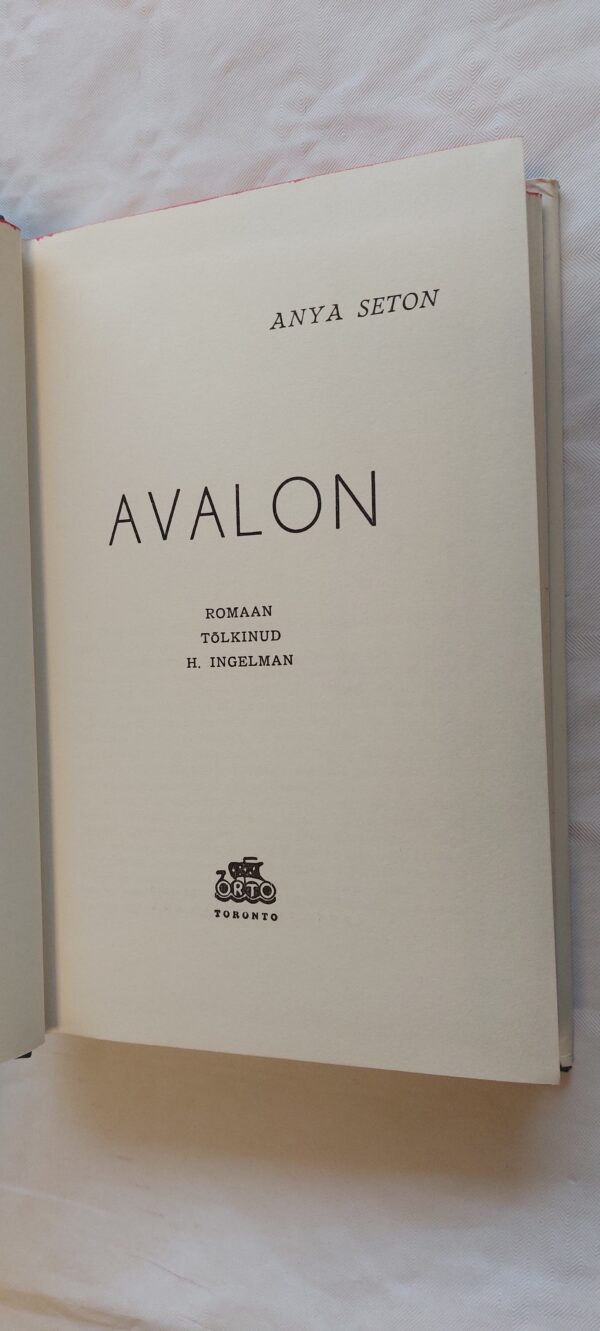 ANYA SETON
AVALON
ROMAAN
TÕLKINUD
H. INGELMAN
ORTO
TORONTO